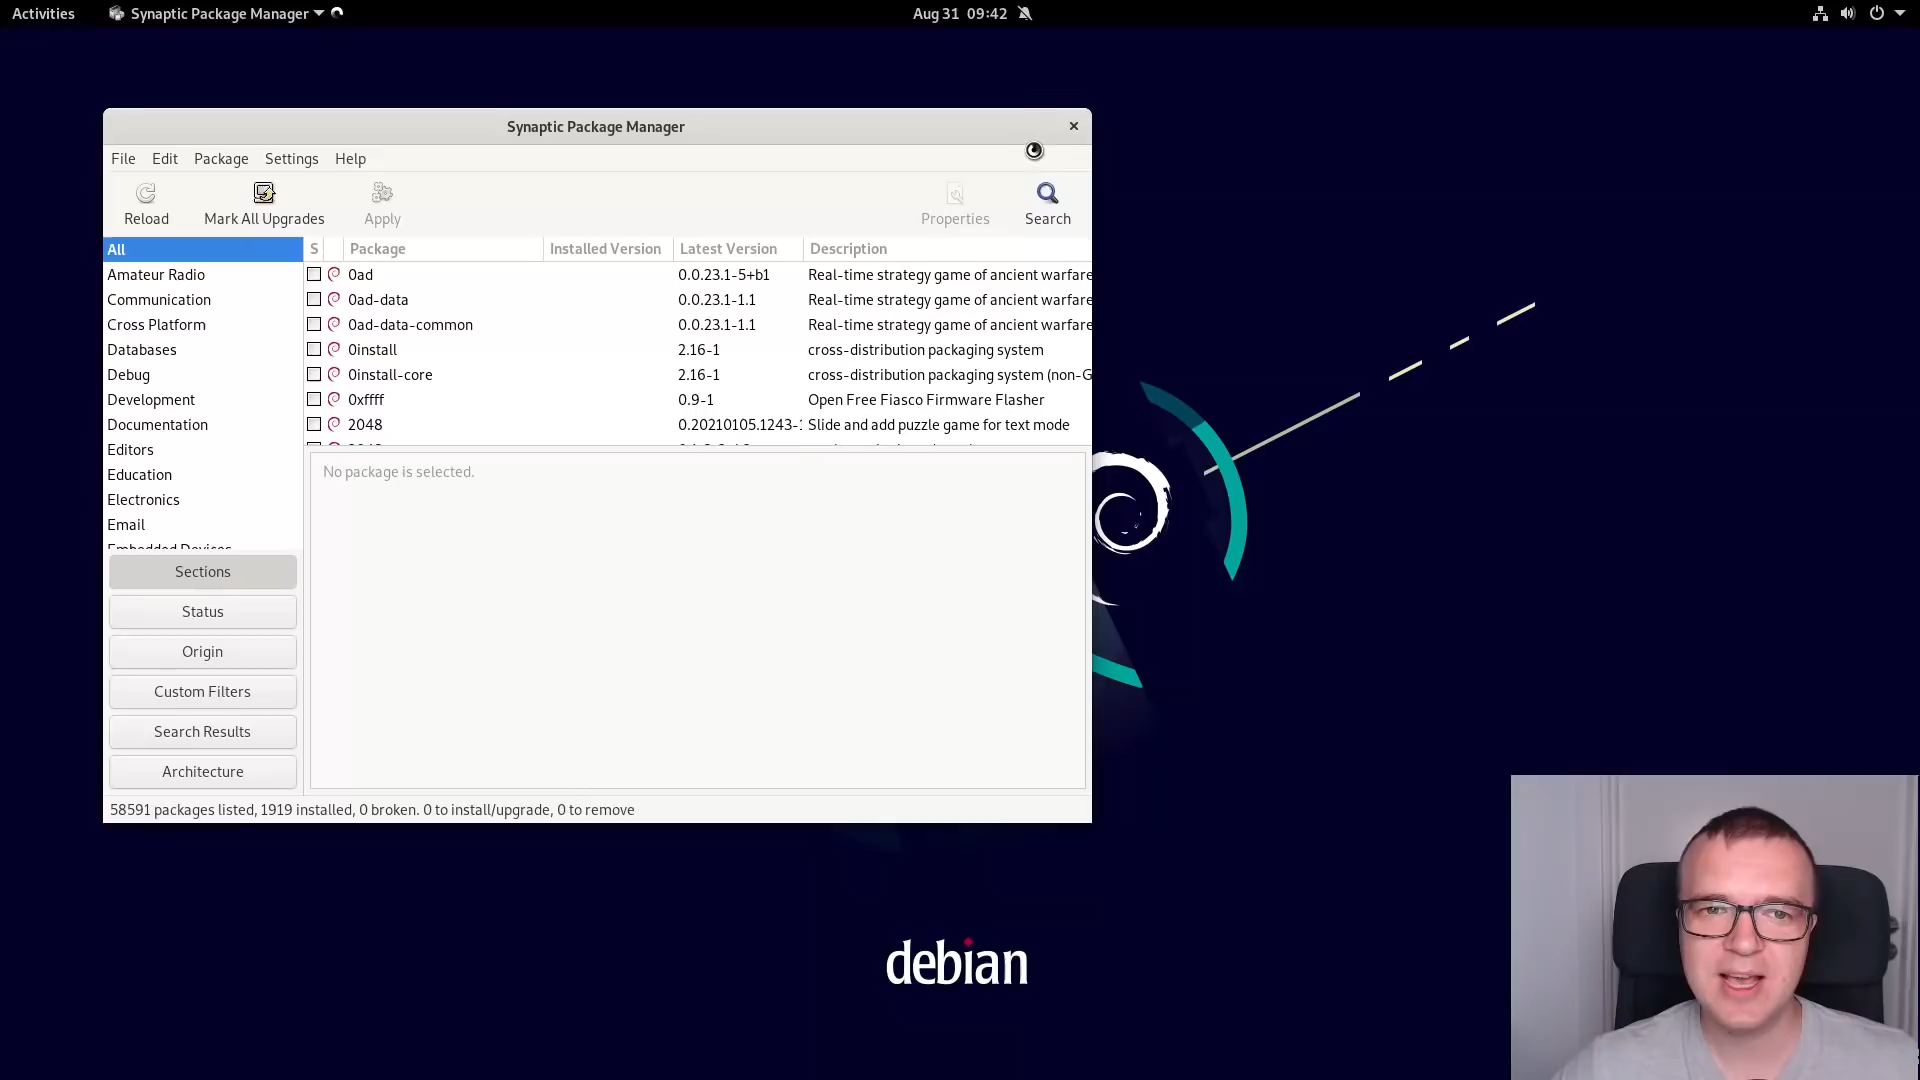 Activities Synaptic Package Manager Aug 31 09:42
Synaptic Package Manager
File Edit Package Settings Help
Reload Mark All Upgrades Apply Properties Search
All S Package Installed Version Latest Version Description
Amateur Radio 0ad 0.0.23.1-5+b1 Real-time strategy game of ancient warfare
Communication 0ad-data 0.0.23.1-1.1 Real-time strategy game of ancient warfare
Cross Platform 0ad-data-common 0.0.23.1-1.1 Real-time strategy game of ancient warfare
Databases 0install 2.16-1 cross-distribution packaging system
Debug 0install-core 2.16-1 cross-distribution packaging system (non-G
Development 0xffff 0.9-1 Open Free Fiasco Firmware Flasher
Documentation 2048 0.20210105.1243-1 Slide and add puzzle game for text mode
Editors
Education No package is selected.
Electronics
Email
Embedded Devices
Sections
Status
Origin
Custom Filters
Search Results
Architecture
58591 packages listed, 1919 installed, 0 broken. 0 to install/upgrade, 0 to remove
debian